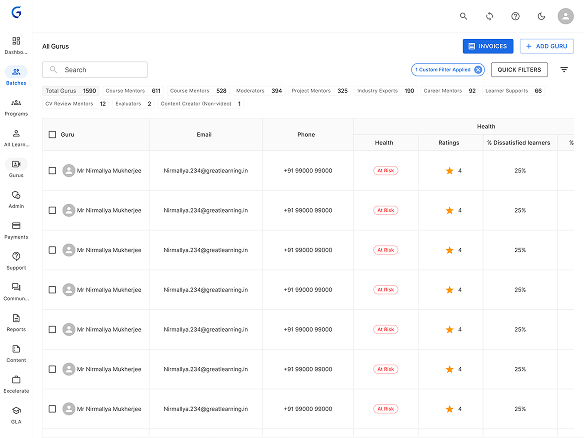 G
Dashbo...
Batches
Programs
All Learn...
Gurus
Admin
Payments
Support
Commun...
Reports
Content
Excelerate
GLA
All Gurus
INVOICES
+ ADD GURU
Search
1 Custom Filter Applied
QUICK FILTERS
Total Gurus 1590 Course Mentors 611 Course Mentors 528 Moderators 394 Project Mentors 325 Industry Experts 190 Career Mentors 92 Learner Supports 66
CV Review Mentors 12 Evaluators 2 Content Creator (Non-video) 1
Guru Email Phone Health
Health Ratings % Dissatisfied learners %
Mr Nirmallya Mukherjee Nirmallya.234@greatlearning.in +91 99000 99000 At Risk 4 25%
Mr Nirmallya Mukherjee Nirmallya.234@greatlearning.in +91 99000 99000 At Risk 4 25%
Mr Nirmallya Mukherjee Nirmallya.234@greatlearning.in +91 99000 99000 At Risk 4 25%
Mr Nirmallya Mukherjee Nirmallya.234@greatlearning.in +91 99000 99000 At Risk 4 25%
Mr Nirmallya Mukherjee Nirmallya.234@greatlearning.in +91 99000 99000 At Risk 4 25%
Mr Nirmallya Mukherjee Nirmallya.234@greatlearning.in +91 99000 99000 At Risk 4 25%
Mr Nirmallya Mukherjee Nirmallya.234@greatlearning.in +91 99000 99000 At Risk 4 25%